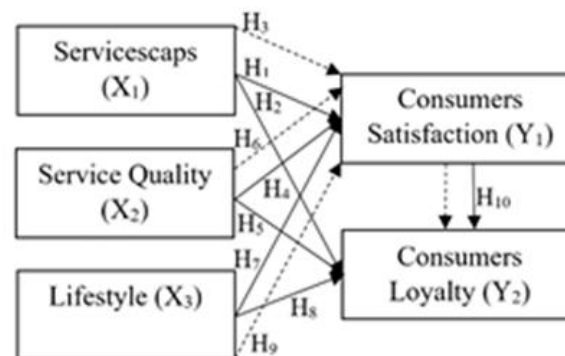 Servicescaps
(X₁)
Service Quality
(X₂)
Lifestyle (X₃)
H₃
H₁
H₂
H₆
H₄
H₅
H₇
H₈
H₉
Consumers
Satisfaction (Y₁)
H₁₀
Consumers
Loyalty (Y₂)